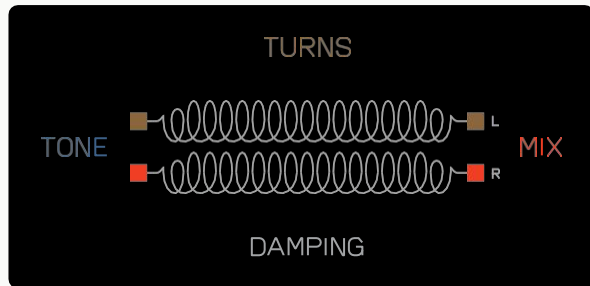 TURNS
L
TONE
MIX
R
DAMPING